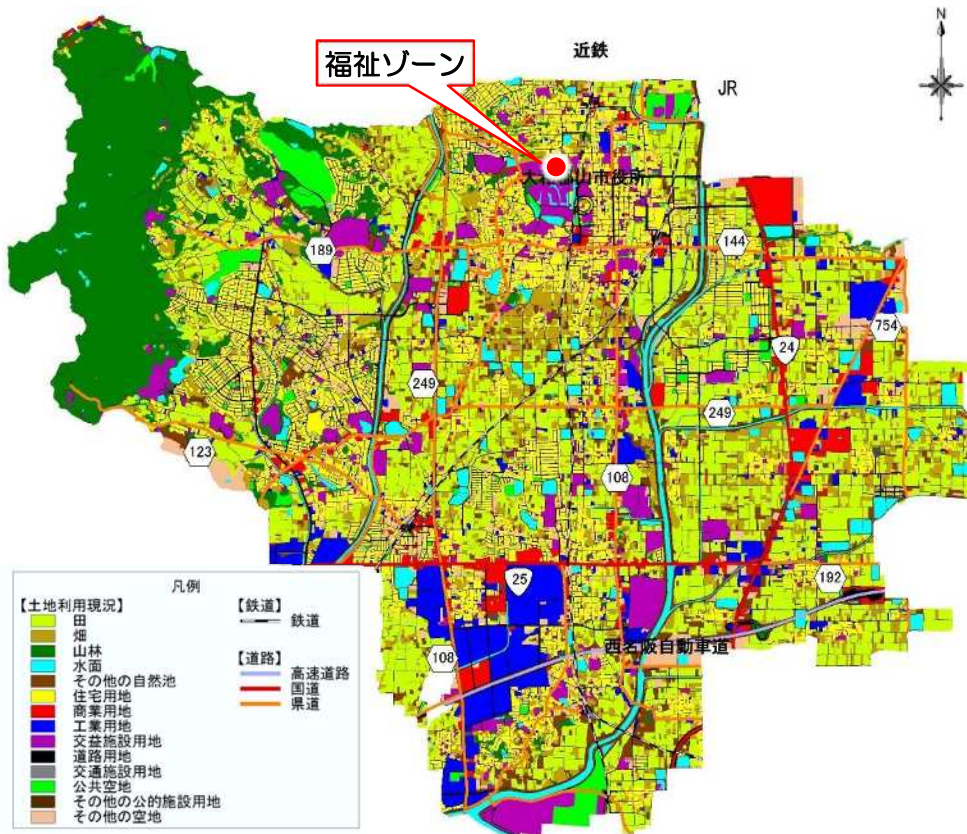 近鉄
N
福祉ゾーン
JR
大和郡山市役所
189
144
754
24
249
249
123
108
25
192
108
西名阪自動車道
凡例
【土地利用現況】
田
畑
山林
水面
その他の自然池
住宅用地
商業用地
工業用地
交益施設用地
道路用地
交通施設用地
公共空地
その他の公的施設用地
その他の空地
【鉄道】
鉄道
【道路】
高速道路
国道
県道